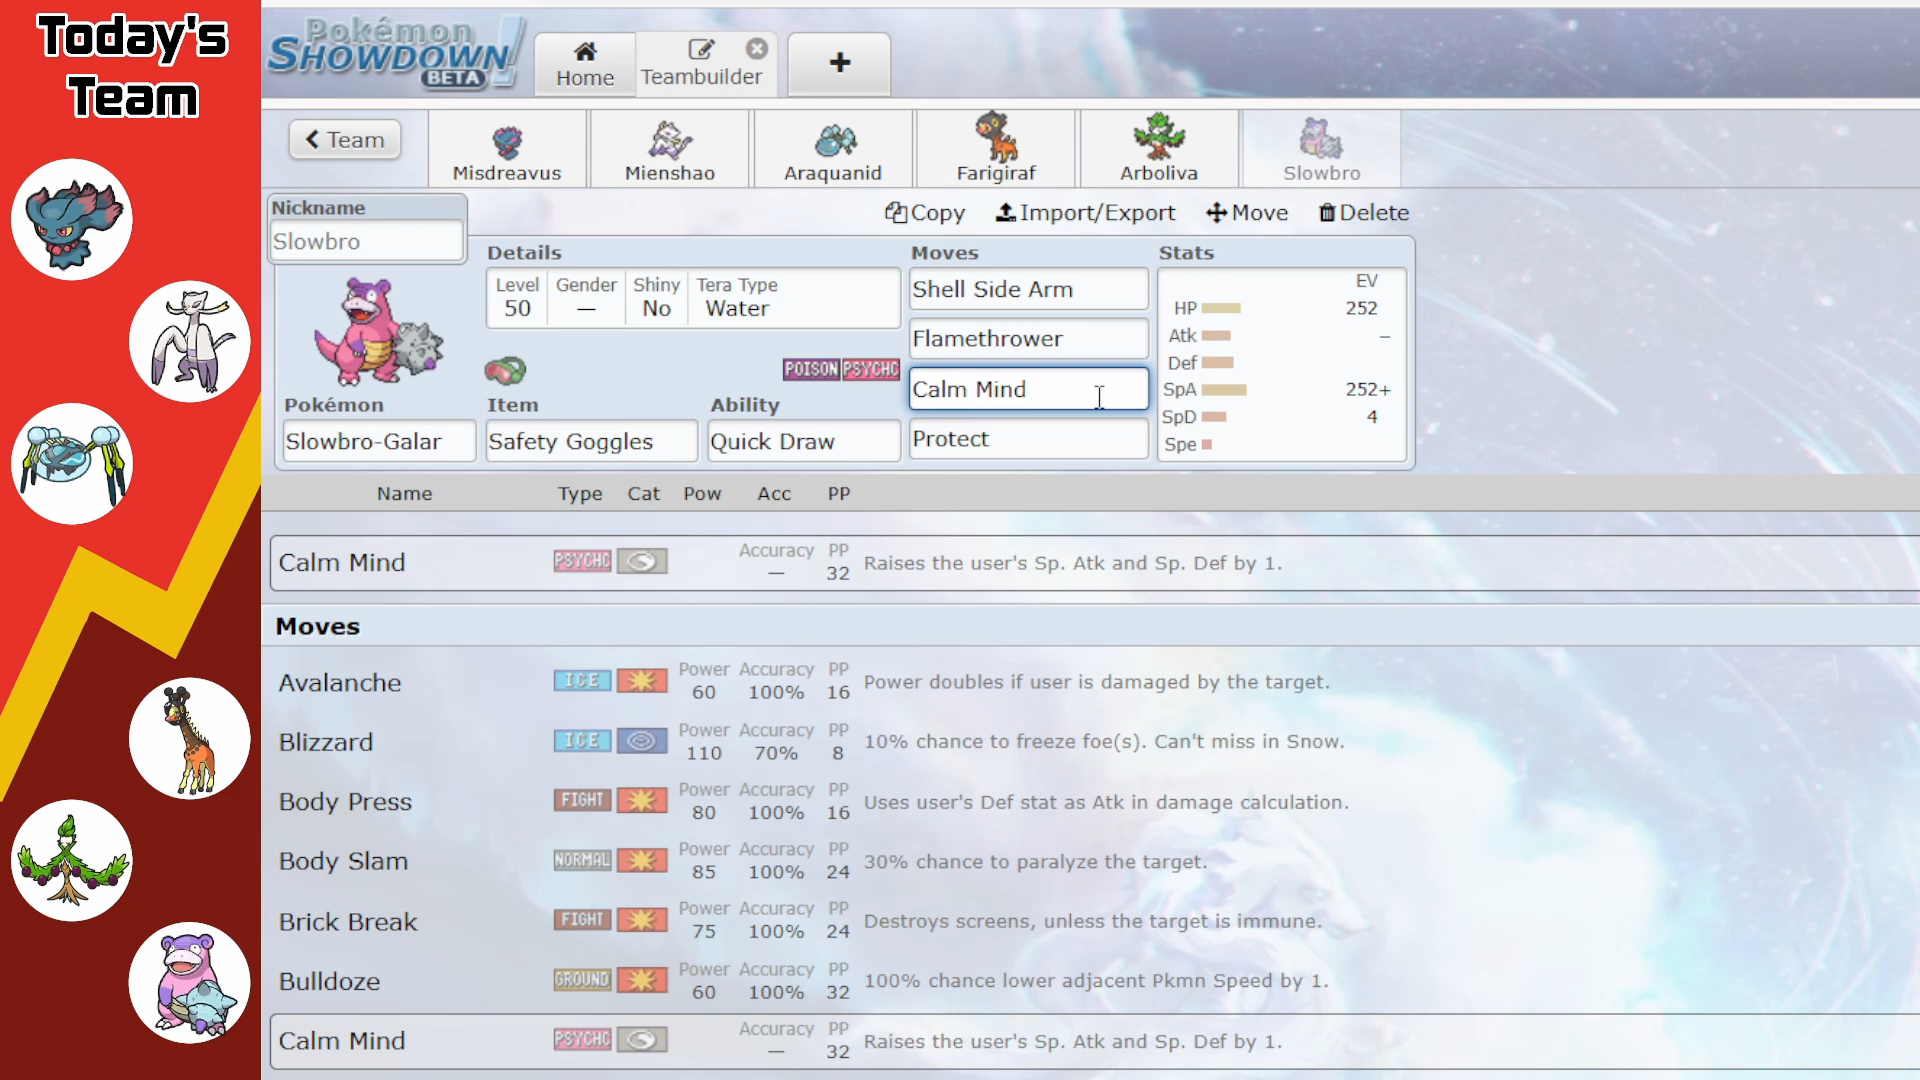 Today's
Team
Pokémon
SHOWDOWN!
BETA
Home
Teambuilder
+
Team
Misdreavus
Mienshao
Araquanid
Farigiraf
Arboliva
Slowbro
Copy
Import/Export
Move
Delete
Nickname
Slowbro
Details
Level
50
Gender
—
Shiny
No
Tera Type
Water
POISON PSYCHC
Pokémon
Slowbro-Galar
Item
Safety Goggles
Ability
Quick Draw
Moves
Shell Side Arm
Flamethrower
Calm Mind
Protect
Stats
EV
HP 252
Atk –
Def
SpA 252+
SpD 4
Spe
Name Type Cat Pow Acc PP
Calm Mind PSYCHC Accuracy — PP 32 Raises the user's Sp. Atk and Sp. Def by 1.
Moves
Avalanche ICE Power 60 Accuracy 100% PP 16 Power doubles if user is damaged by the target.
Blizzard ICE Power 110 Accuracy 70% PP 8 10% chance to freeze foe(s). Can't miss in Snow.
Body Press FIGHT Power 80 Accuracy 100% PP 16 Uses user's Def stat as Atk in damage calculation.
Body Slam NORMAL Power 85 Accuracy 100% PP 24 30% chance to paralyze the target.
Brick Break FIGHT Power 75 Accuracy 100% PP 24 Destroys screens, unless the target is immune.
Bulldoze GROUND Power 60 Accuracy 100% PP 32 100% chance lower adjacent Pkmn Speed by 1.
Calm Mind PSYCHC Accuracy — PP 32 Raises the user's Sp. Atk and Sp. Def by 1.